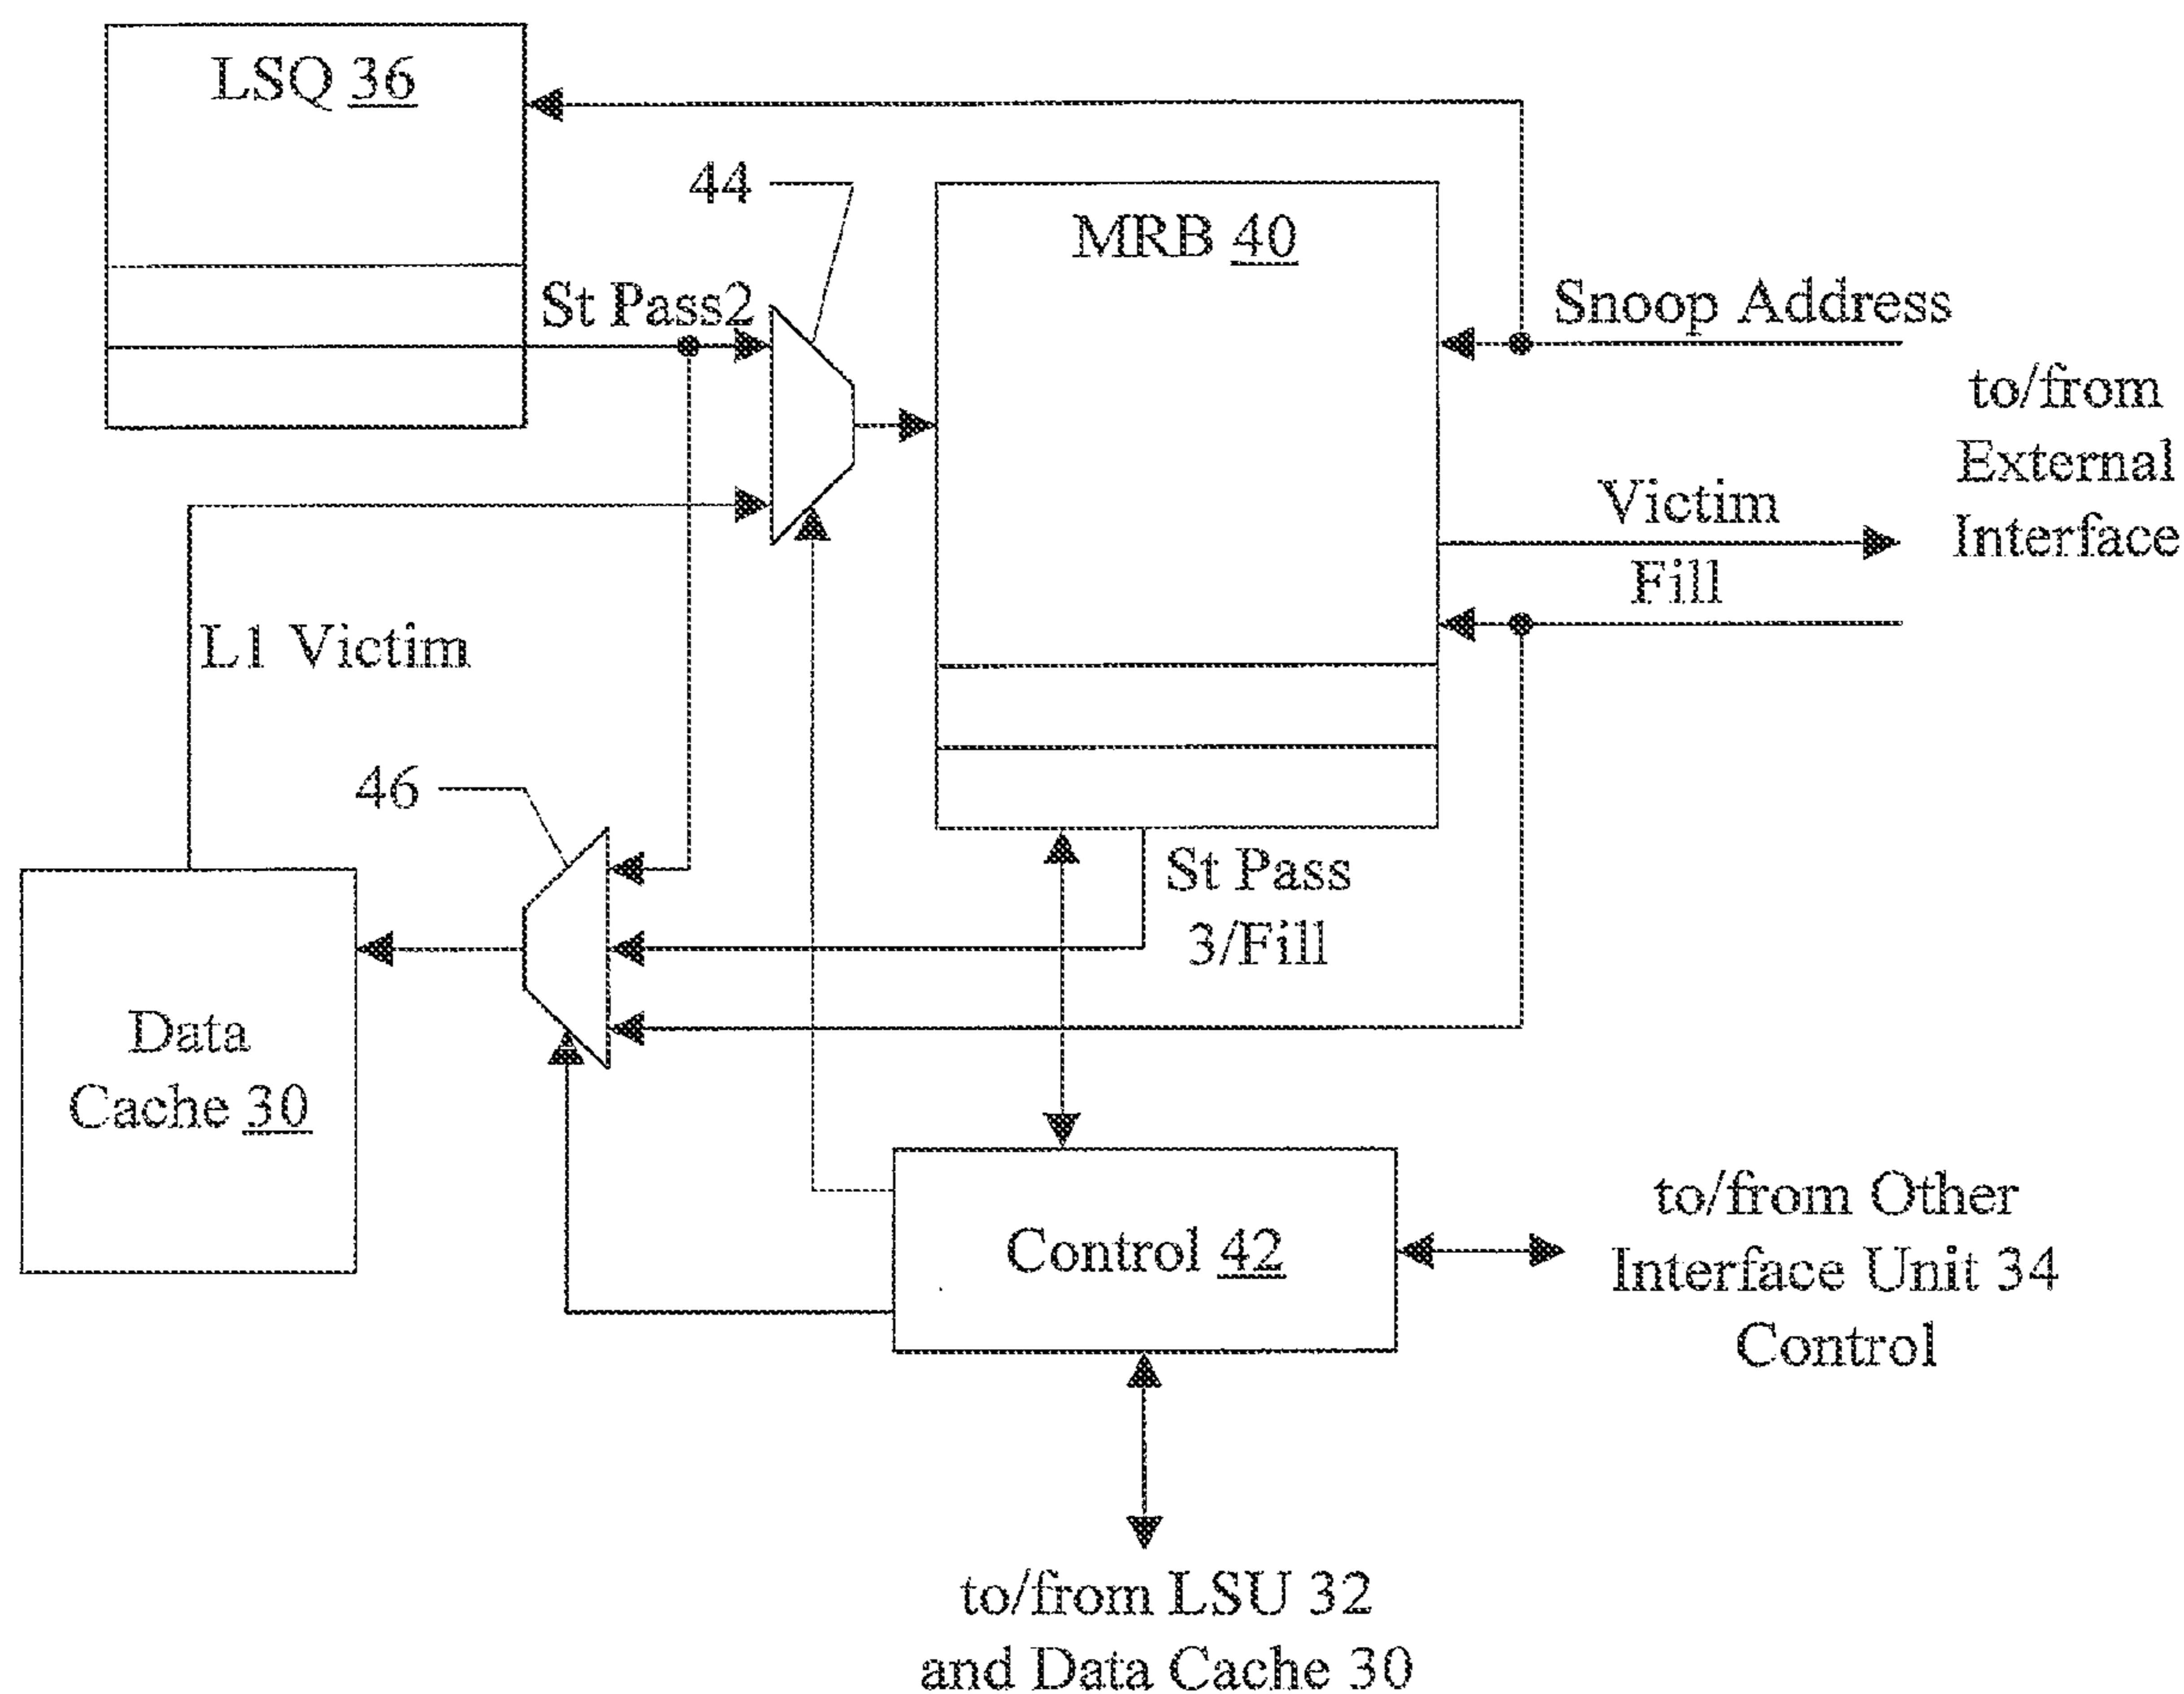 LSQ 36
44
MRB 40
St Pass2
Snoop Address
to/from
External
Interface
Victim
Fill
L1 Victim
46
St Pass
3/Fill
Data
Cache 30
Control 42
to/from Other
Interface Unit 34
Control
to/from LSU 32
and Data Cache 30